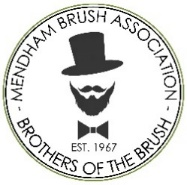 - MENDHAM BRUSH ASSOCIATION -
EST. 1967
BROTHERS OF THE BRUSH